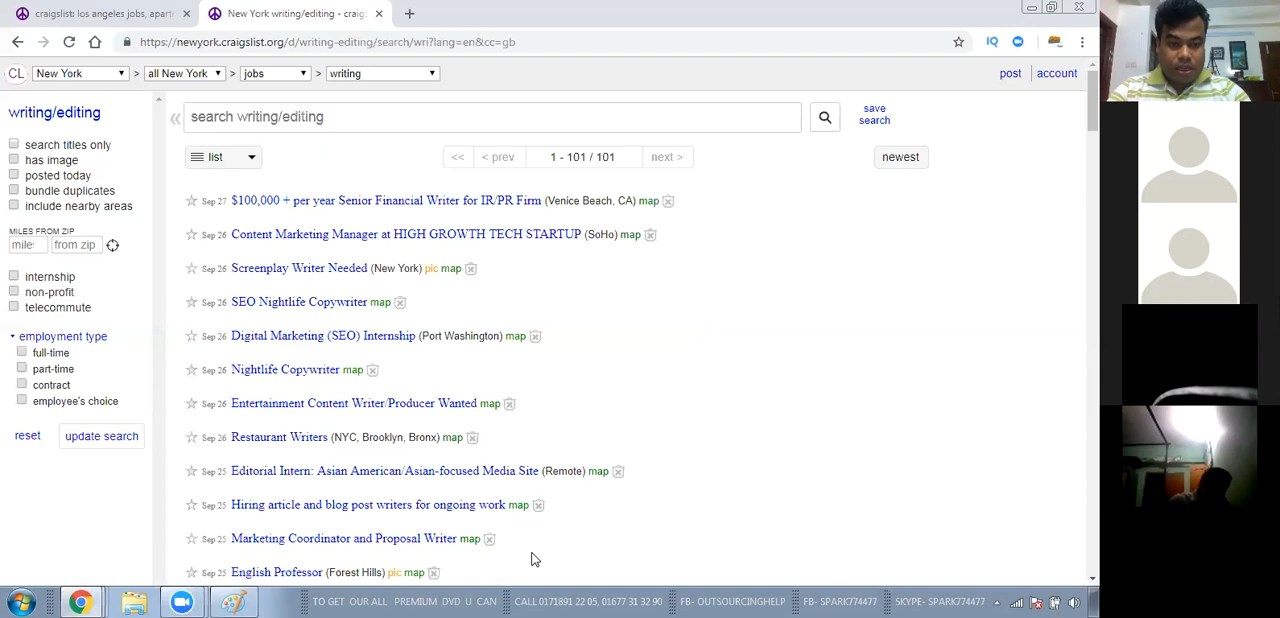 craigslist: los angeles jobs, apart
New York writing/editing - craig
https://newyork.craigslist.org/d/writing-editing/search/wri?lang=en&cc=gb
IQ
CL New York > all New York > jobs > writing
post account
writing/editing
search titles only
has image
posted today
bundle duplicates
include nearby areas
MILES FROM ZIP
miles from zip
internship
non-profit
telecommute
employment type
full-time
part-time
contract
employee's choice
reset update search
search writing/editing
save search
list << < prev 1 - 101 / 101 next > newest
Sep 27 $100,000 + per year Senior Financial Writer for IR/PR Firm (Venice Beach, CA) map
Sep 26 Content Marketing Manager at HIGH GROWTH TECH STARTUP (SoHo) map
Sep 26 Screenplay Writer Needed (New York) pic map
Sep 26 SEO Nightlife Copywriter map
Sep 26 Digital Marketing (SEO) Internship (Port Washington) map
Sep 26 Nightlife Copywriter map
Sep 26 Entertainment Content Writer/Producer Wanted map
Sep 26 Restaurant Writers (NYC, Brooklyn, Bronx) map
Sep 25 Editorial Intern: Asian American/Asian-focused Media Site (Remote) map
Sep 25 Hiring article and blog post writers for ongoing work map
Sep 25 Marketing Coordinator and Proposal Writer map
Sep 25 English Professor (Forest Hills) pic map
TO GET OUR ALL PREMIUM DVD U CAN CALL 0171891 22 05, 01677 31 32 90 FB- OUTSOURCINGHELP FB- SPARK774477 SKYPE- SPARK774477